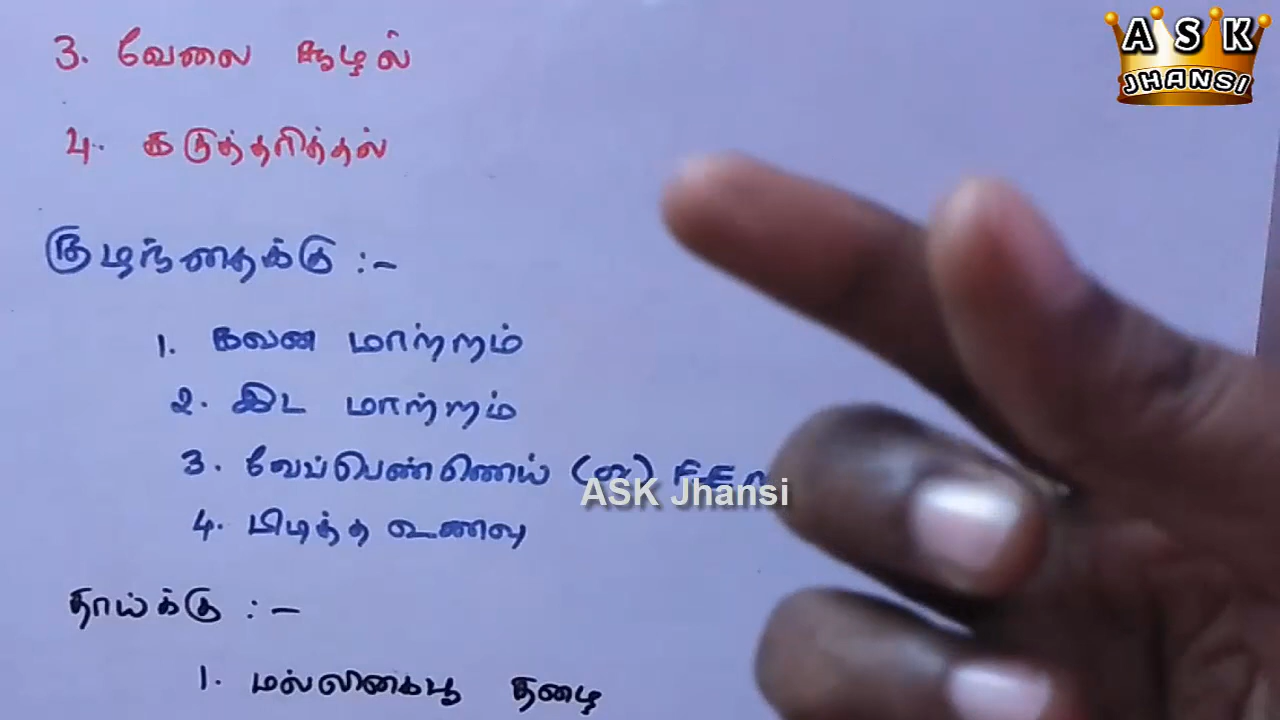 ASK
JHANSI
3. வேலை சூழல்
4. கருத்தரித்தல்
குழந்தைக்கு :-
1. கவன மாற்றம்
2. இட மாற்றம்
3. வேப்பெண்ணெய் (அ)
ASK Jhansi
4. பிடித்த உணவு
தாய்க்கு :-
1. மல்லிகைபூ தழை